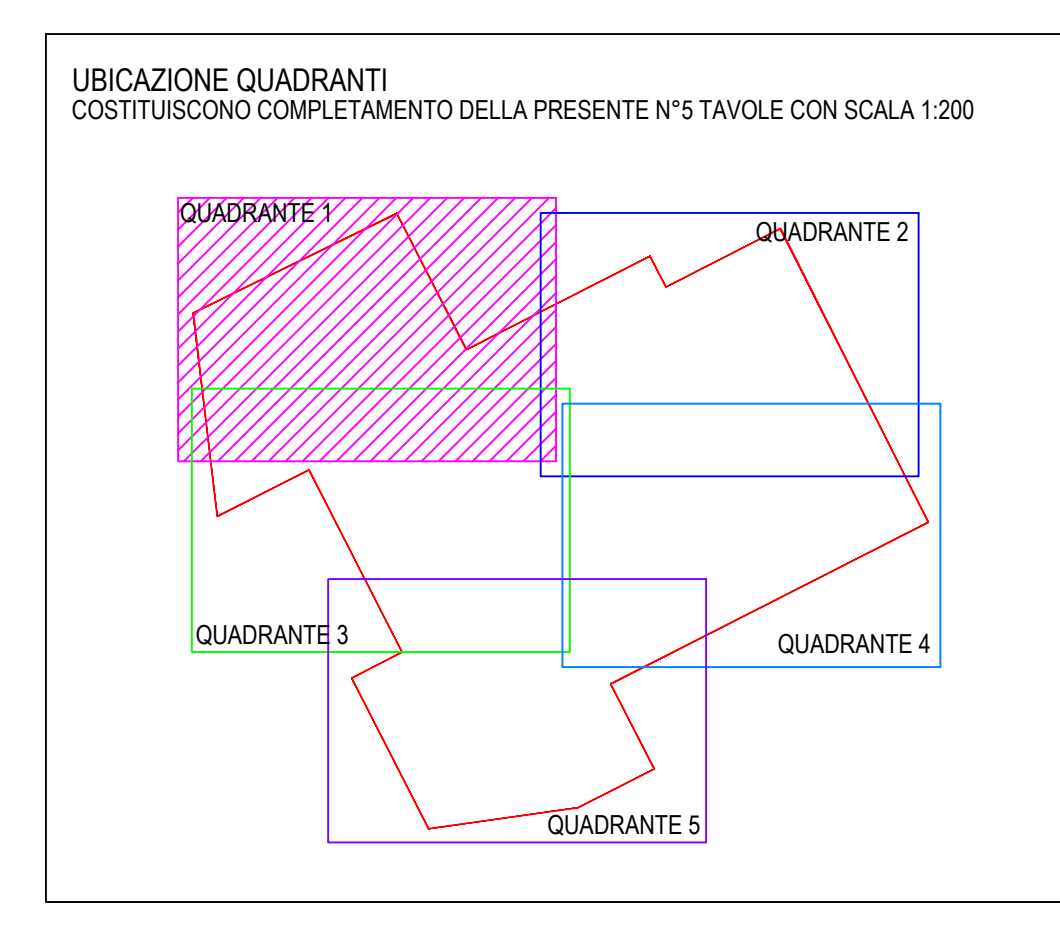 UBICAZIONE QUADRANTI
COSTITUISCONO COMPLETAMENTO DELLA PRESENTE N°5 TAVOLE CON SCALA 1:200
QUADRANTE 1
QUADRANTE 2
QUADRANTE 3
QUADRANTE 4
QUADRANTE 5